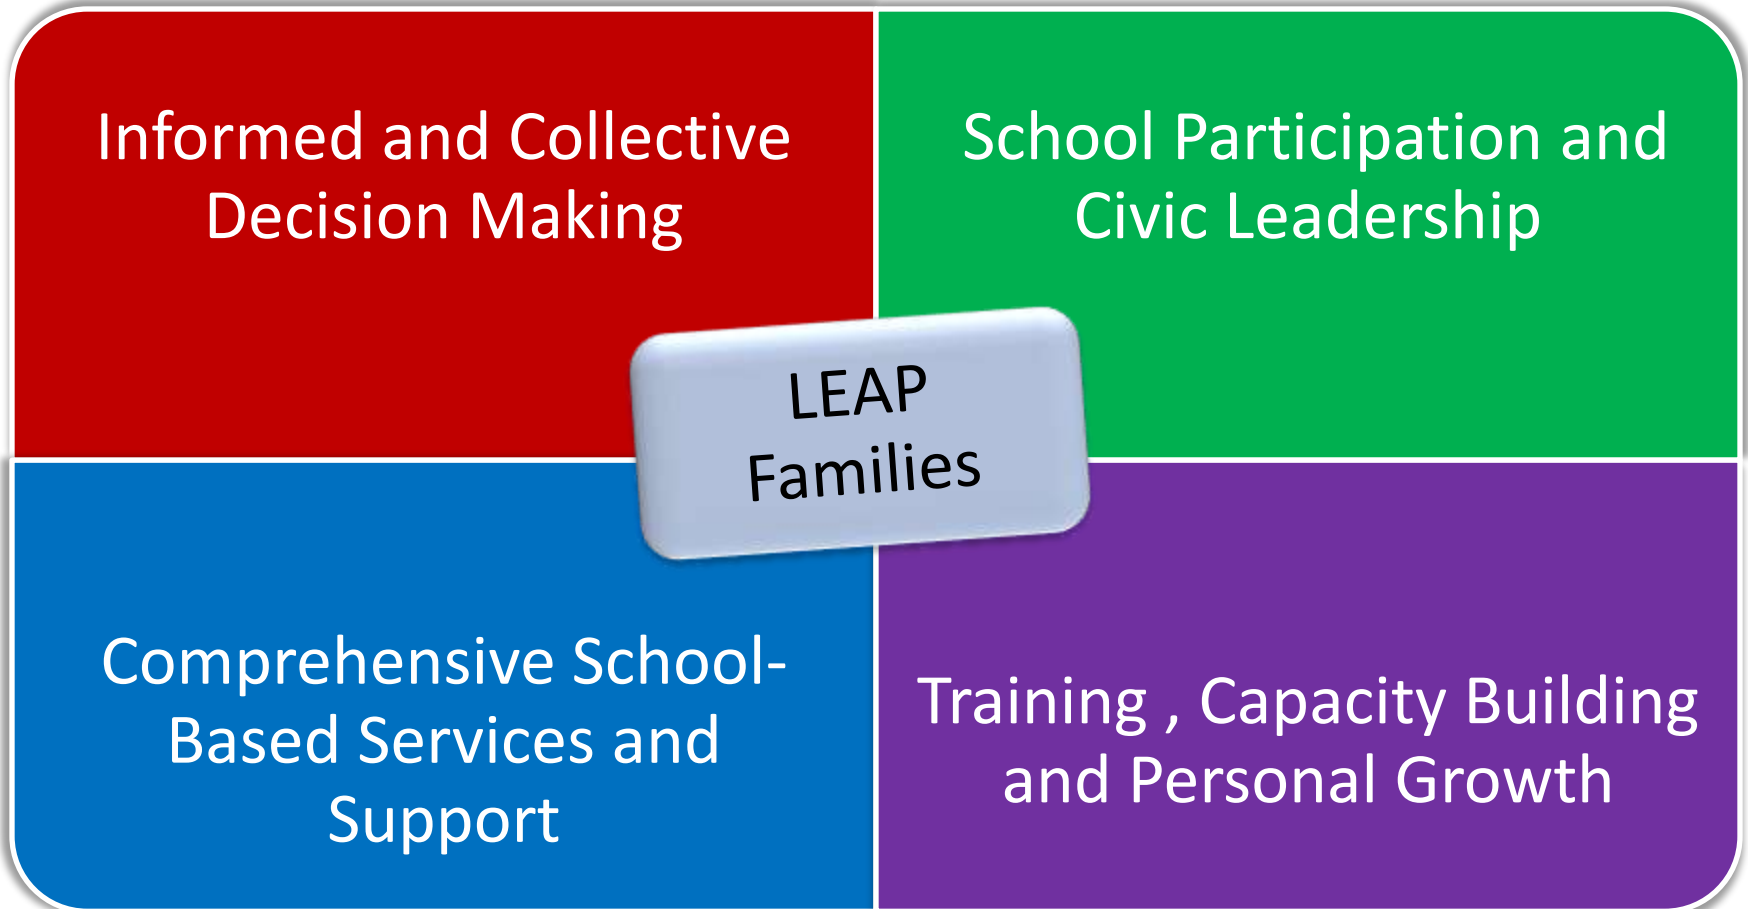 Informed and Collective
Decision Making
School Participation and
Civic Leadership
LEAP
Families
Comprehensive School-
Based Services and
Support
Training , Capacity Building
and Personal Growth